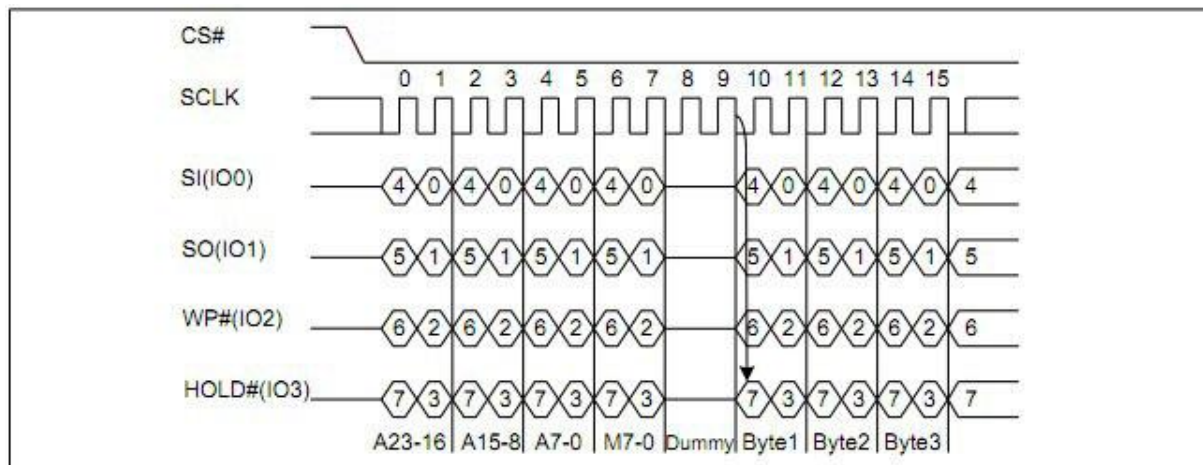 CS#
0 1 2 3 4 5 6 7 8 9 10 11 12 13 14 15
SCLK
SI(IO0) 4 0 4 0 4 0 4 0 4 0 4 0 4 0 4
SO(IO1) 5 1 5 1 5 1 5 1 5 1 5 1 5 1 5
WP#(IO2) 6 2 6 2 6 2 6 2 6 2 6 2 6 2 6
HOLD#(IO3) 7 3 7 3 7 3 7 3 7 3 7 3 7 3 7
A23-16 A15-8 A7-0 M7-0 Dummy Byte1 Byte2 Byte3